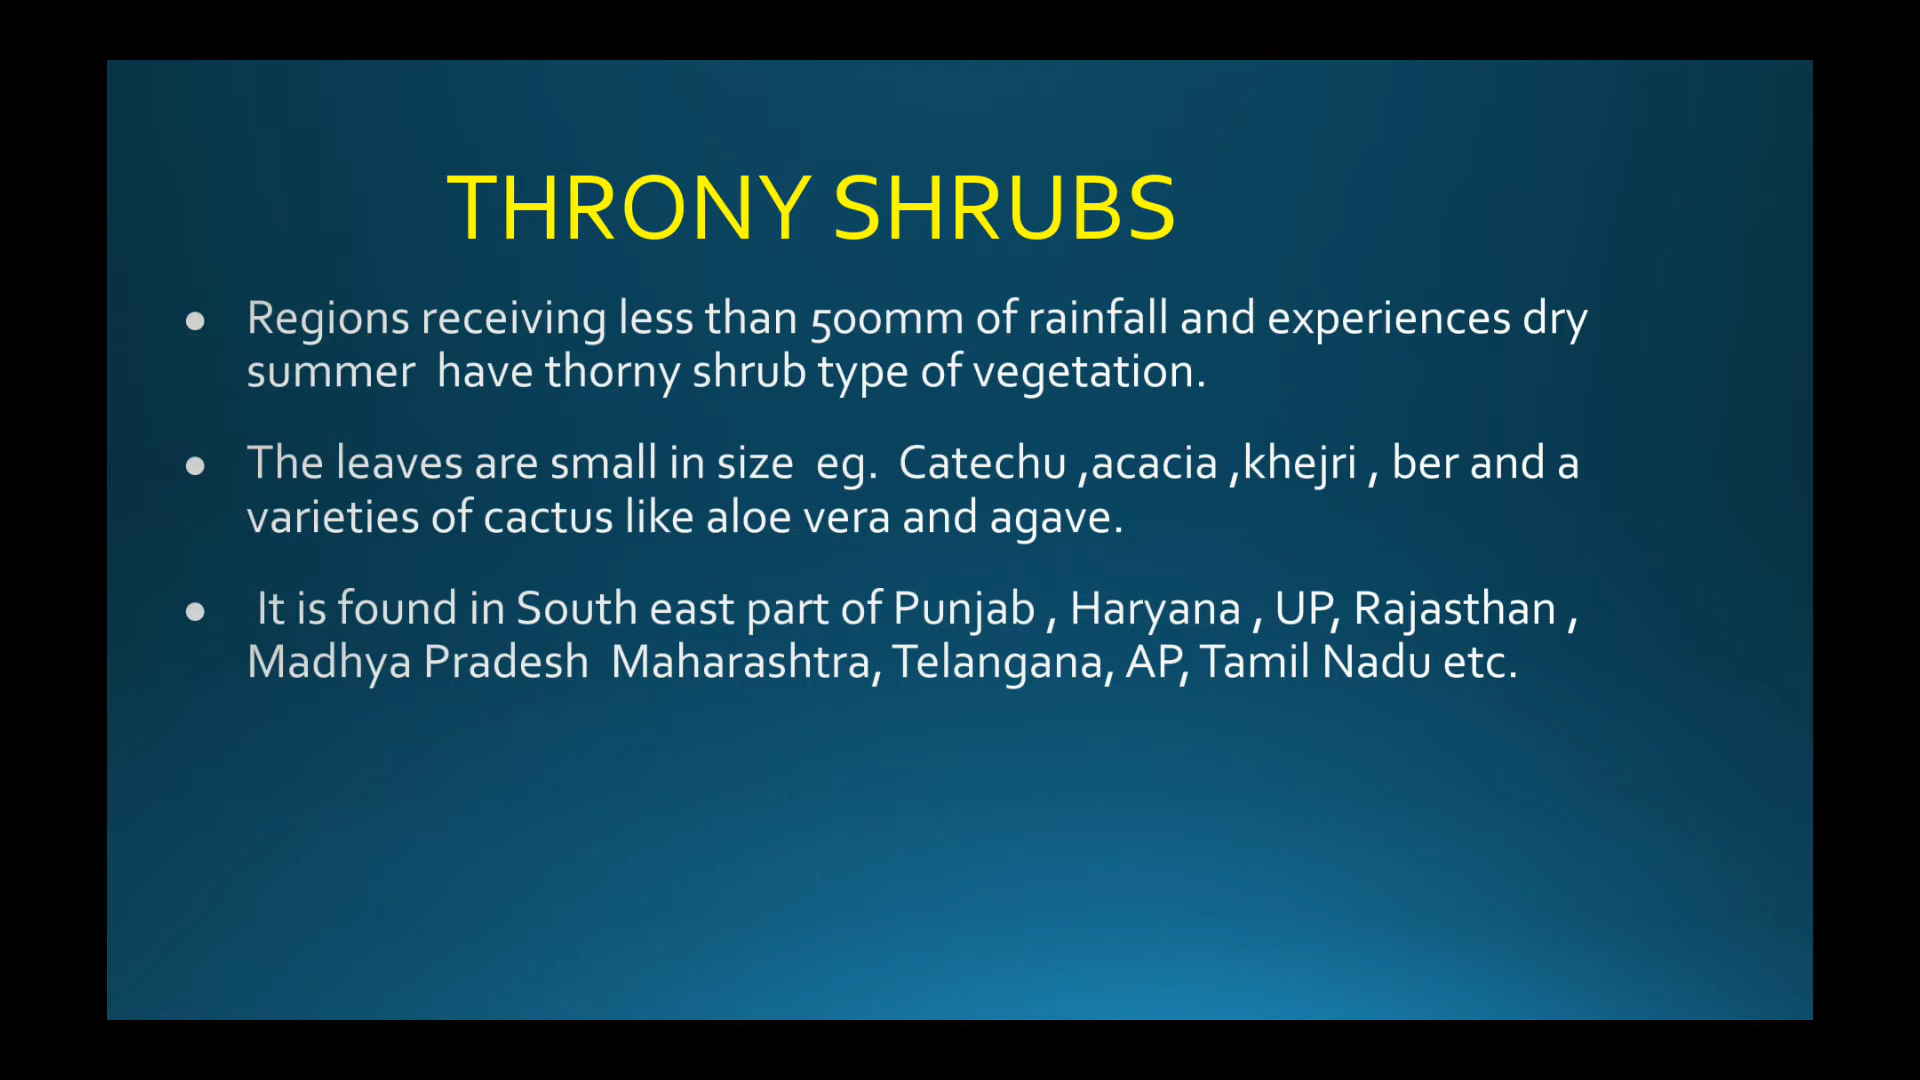 THRONY SHRUBS
• Regions receiving less than 500mm of rainfall and experiences dry
summer  have thorny shrub type of vegetation.
• The leaves are small in size  eg.  Catechu ,acacia ,khejri , ber and a
varieties of cactus like aloe vera and agave.
• It is found in South east part of Punjab , Haryana , UP, Rajasthan ,
Madhya Pradesh  Maharashtra, Telangana, AP, Tamil Nadu etc.